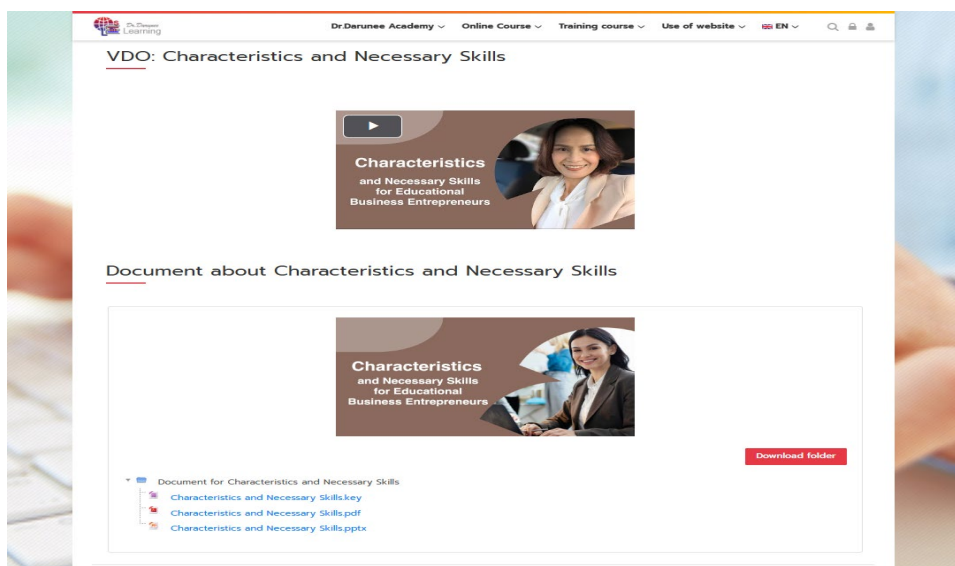 Dr.Darunee
Learning
Dr.Darunee Academy
Online Course
Training course
Use of website
EN
VDO: Characteristics and Necessary Skills
Characteristics
and Necessary Skills
for Educational
Business Entrepreneurs
Document about Characteristics and Necessary Skills
Characteristics
and Necessary Skills
for Educational
Business Entrepreneurs
Download folder
Document for Characteristics and Necessary Skills
Characteristics and Necessary Skills.key
Characteristics and Necessary Skills.pdf
Characteristics and Necessary Skills.pptx